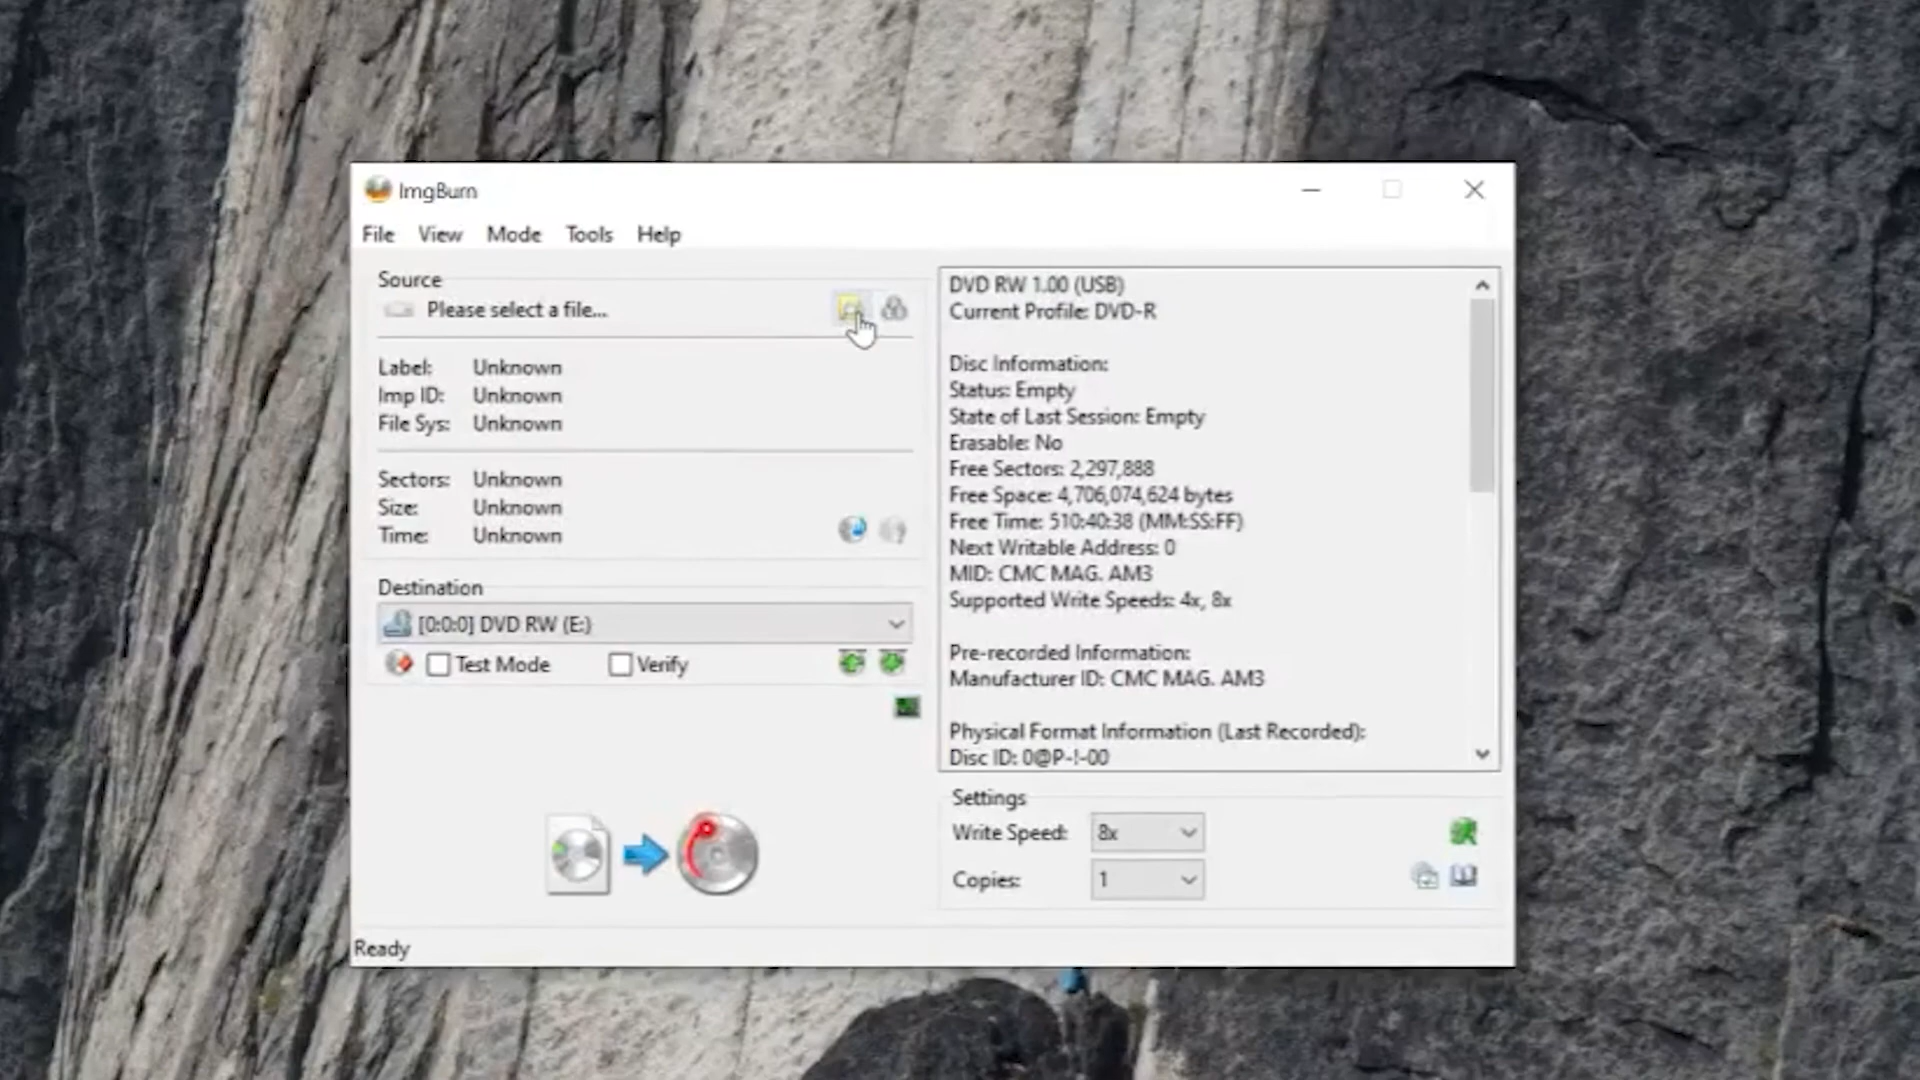 ImgBurn
File View Mode Tools Help
Source
Please select a file...
Label: Unknown
Imp ID: Unknown
File Sys: Unknown
Sectors: Unknown
Size: Unknown
Time: Unknown
Destination
[0:0:0] DVD RW (E:)
Test Mode Verify
DVD RW 1.00 (USB)
Current Profile: DVD-R
Disc Information:
Status: Empty
State of Last Session: Empty
Erasable: No
Free Sectors: 2,297,888
Free Space: 4,706,074,624 bytes
Free Time: 510:40:38 (MM:SS:FF)
Next Writable Address: 0
MID: CMC MAG. AM3
Supported Write Speeds: 4x, 8x
Pre-recorded Information:
Manufacturer ID: CMC MAG. AM3
Physical Format Information (Last Recorded):
Disc ID: 0@P-!-00
Settings
Write Speed: 8x
Copies: 1
Ready